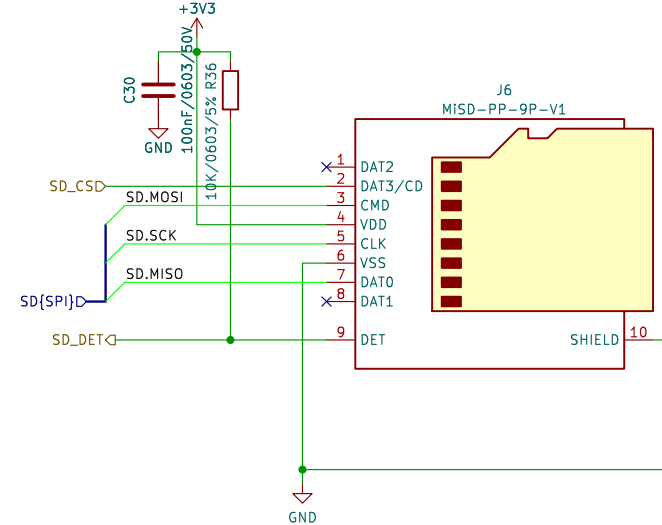 +3V3
C30
100nF/0603/50V
R36
10K/0603/5%
GND
J6
MiSD-PP-9P-V1
1 DAT2
SD_CS 2 DAT3/CD
SD.MOSI 3 CMD
4 VDD
SD.SCK 5 CLK
6 VSS
SD.MISO 7 DAT0
SD{SPI} 8 DAT1
SD_DET 9 DET SHIELD 10
GND